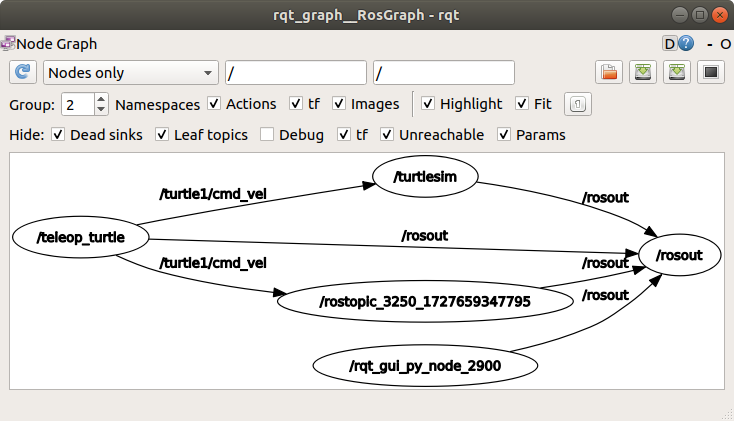 rqt_graph__RosGraph - rqt
Node Graph
D ? - O
Nodes only / /
Group: 2 Namespaces Actions tf Images Highlight Fit 1
Hide: Dead sinks Leaf topics Debug tf Unreachable Params
/turtlesim
/turtle1/cmd_vel
/rosout
/teleop_turtle
/rosout
/rosout
/turtle1/cmd_vel
/rosout
/rostopic_3250_1727659347795
/rosout
/rqt_gui_py_node_2900